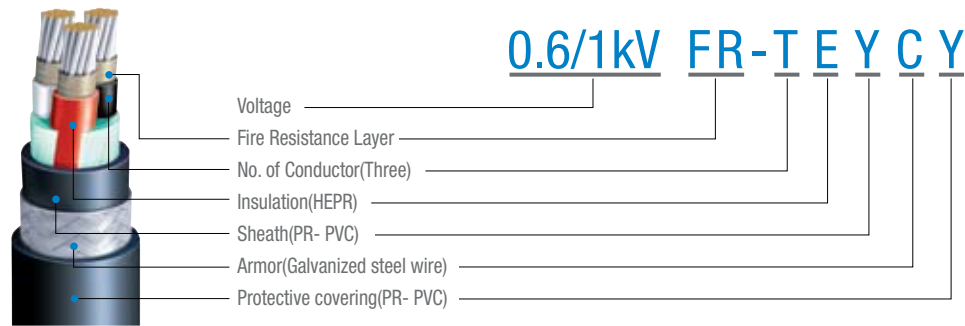 0.6/1kV FR-TEYCY
Voltage
Fire Resistance Layer
No. of Conductor(Three)
Insulation(HEPR)
Sheath(PR- PVC)
Armor(Galvanized steel wire)
Protective covering(PR- PVC)